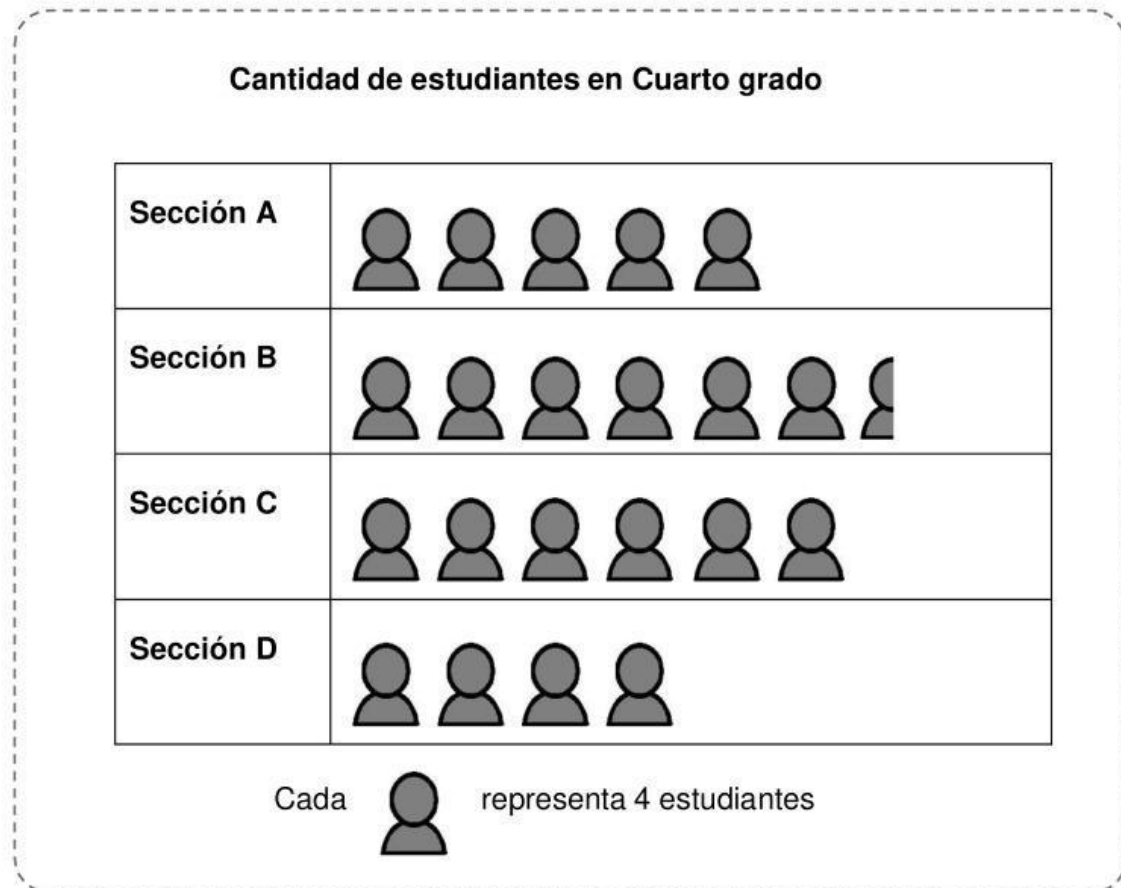 Cantidad de estudiantes en Cuarto grado
Sección A
Sección B
Sección C
Sección D
Cada representa 4 estudiantes